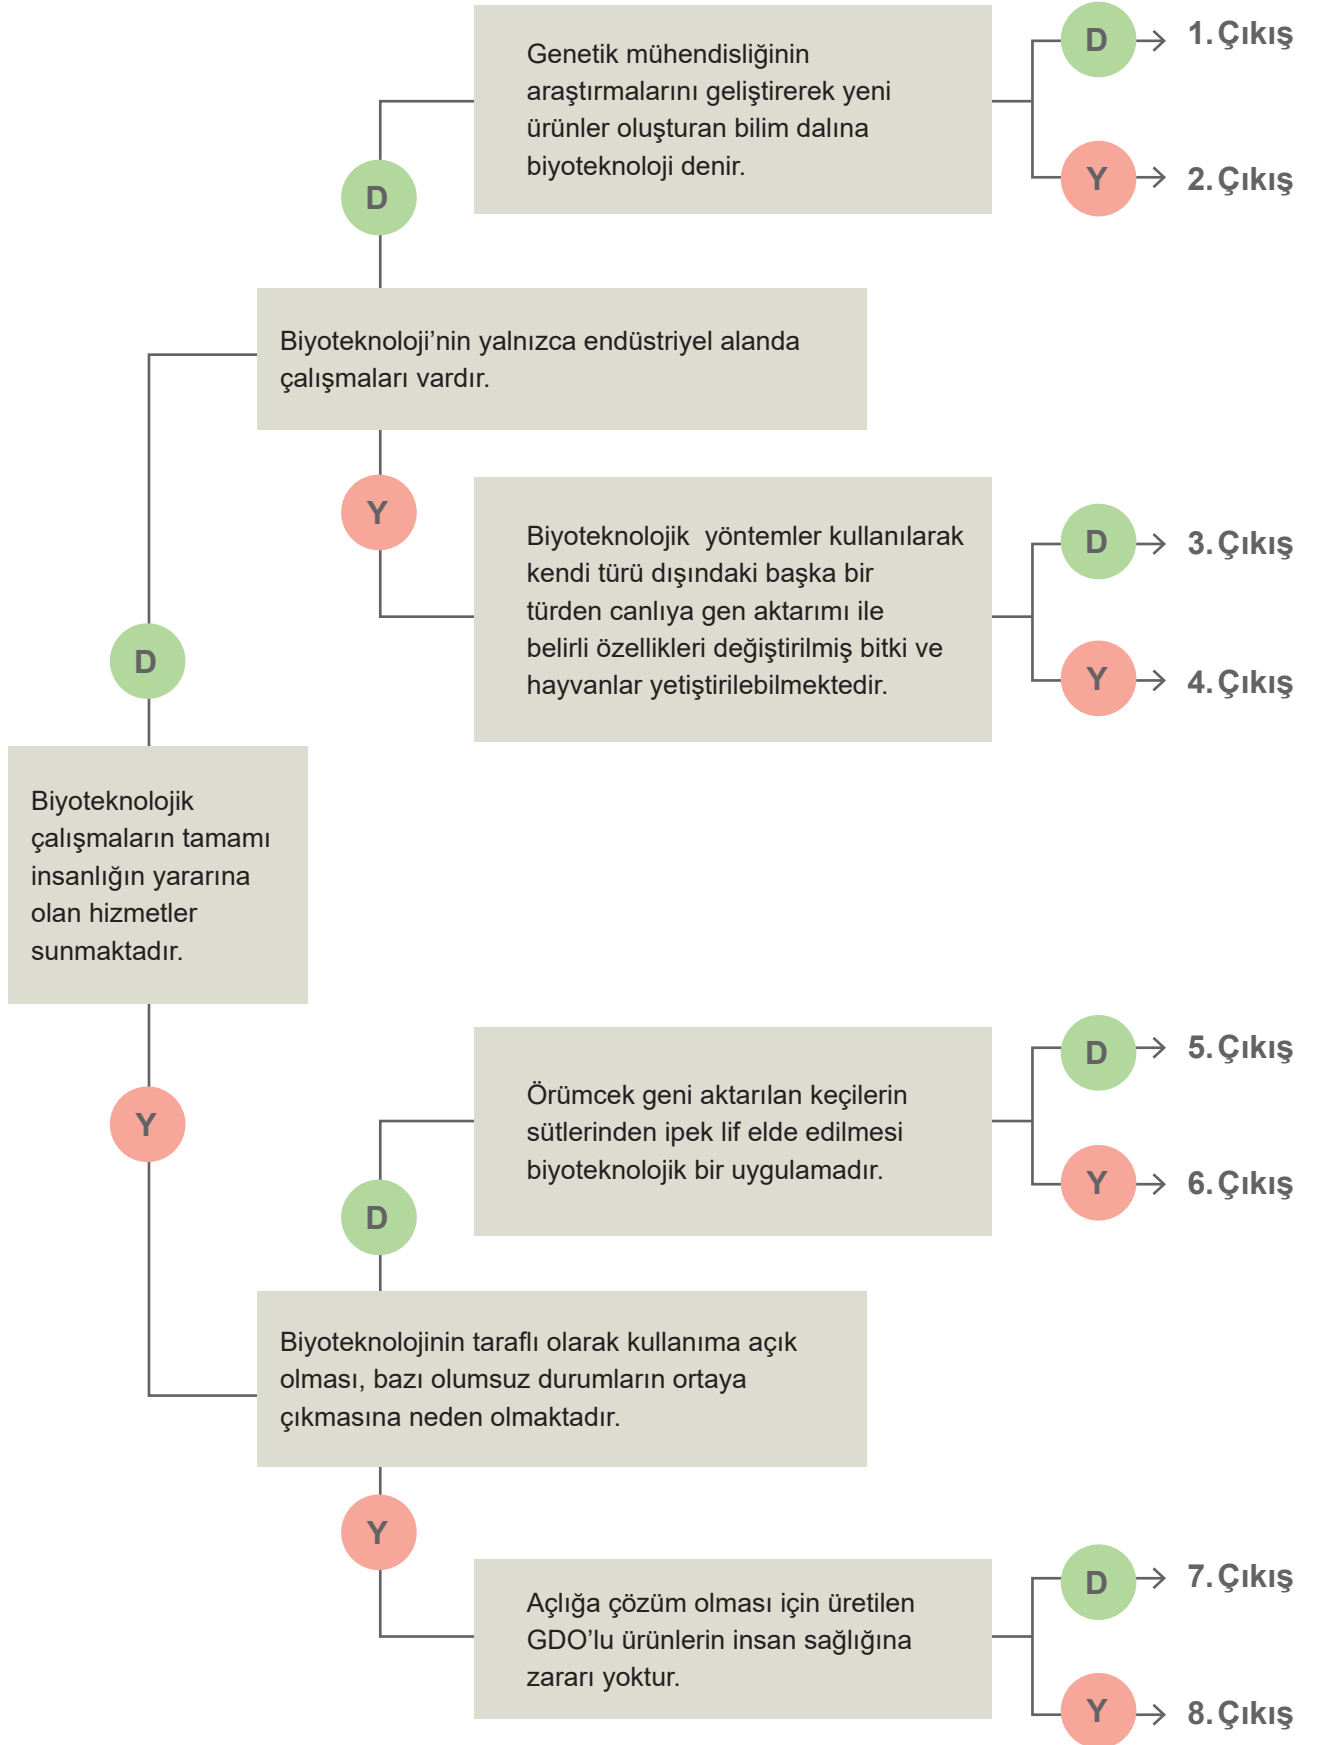 Genetik mühendisliğinin
araştırmalarını geliştirerek yeni
ürünler oluşturan bilim dalına
biyoteknoloji denir.
D
1. Çıkış
Y
2. Çıkış
D
Biyoteknoloji’nin yalnızca endüstriyel alanda
çalışmaları vardır.
Y
Biyoteknolojik yöntemler kullanılarak
kendi türü dışındaki başka bir
türden canlıya gen aktarımı ile
belirli özellikleri değiştirilmiş bitki ve
hayvanlar yetiştirilebilmektedir.
D
3. Çıkış
Y
4. Çıkış
D
Biyoteknolojik
çalışmaların tamamı
insanlığın yararına
olan hizmetler
sunmaktadır.
Y
Örümcek geni aktarılan keçilerin
sütlerinden ipek lif elde edilmesi
biyoteknolojik bir uygulamadır.
D
5. Çıkış
Y
6. Çıkış
D
Biyoteknolojinin taraflı olarak kullanıma açık
olması, bazı olumsuz durumların ortaya
çıkmasına neden olmaktadır.
Y
Açlığa çözüm olması için üretilen
GDO’lu ürünlerin insan sağlığına
zararı yoktur.
D
7. Çıkış
Y
8. Çıkış